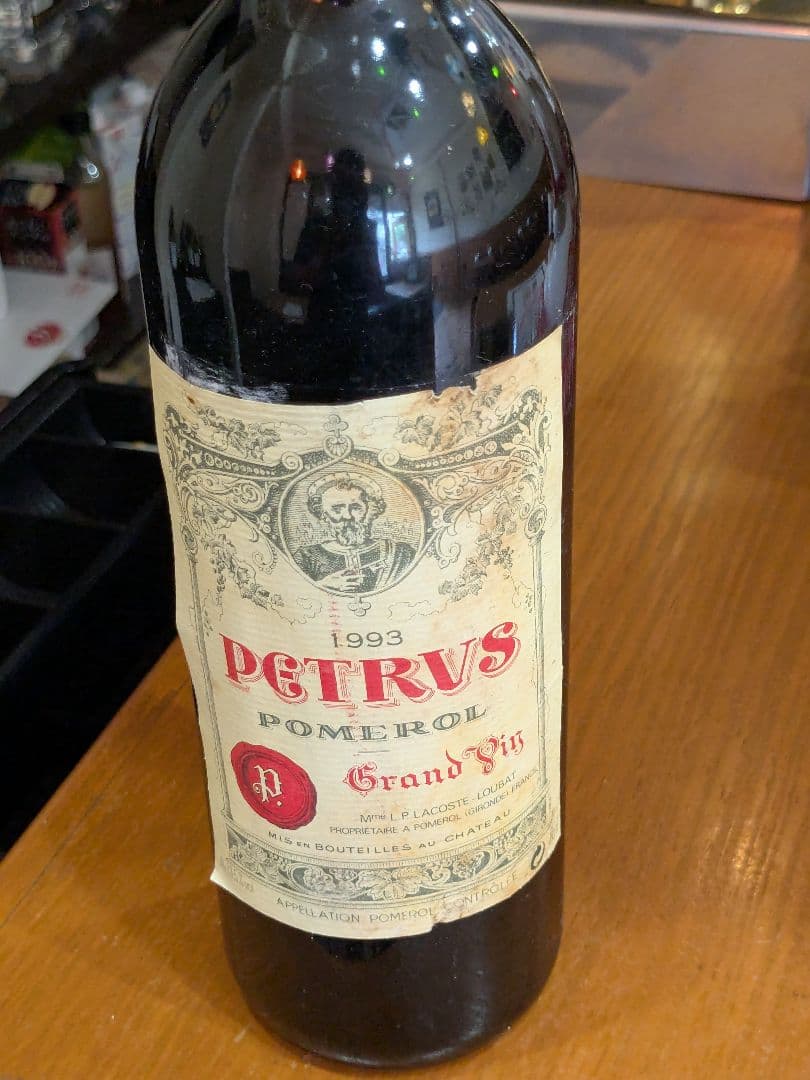 1993
PETRVS
POMEROL
Grand Vin
P.
Mme L.P. LACOSTE-LOUBAT
PROPRIÉTAIRE A POMEROL (GIRONDE) FRANCE
MIS EN BOUTEILLES AU CHATEAU
APPELLATION POMEROL CONTRÔLÉE